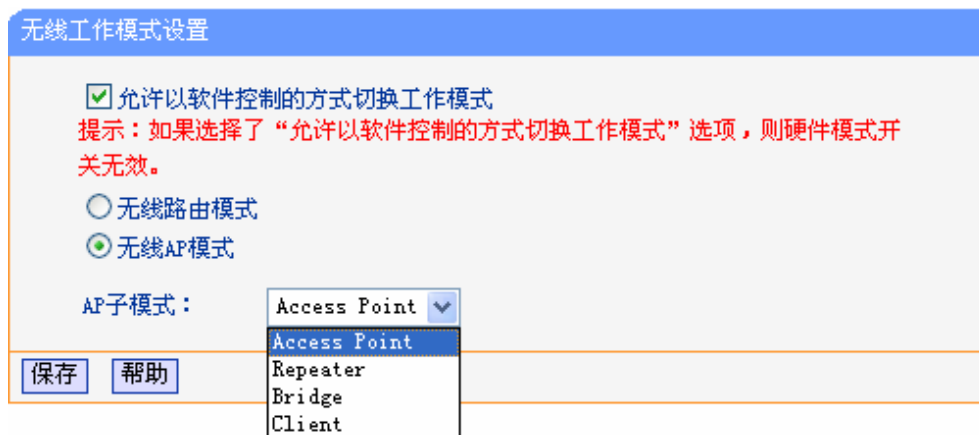 无线工作模式设置
允许以软件控制的方式切换工作模式
提示：如果选择了“允许以软件控制的方式切换工作模式”选项，则硬件模式开
关无效。
无线路由模式
无线AP模式
AP子模式： Access Point
Access Point
Repeater
Bridge
Client
保存 帮助